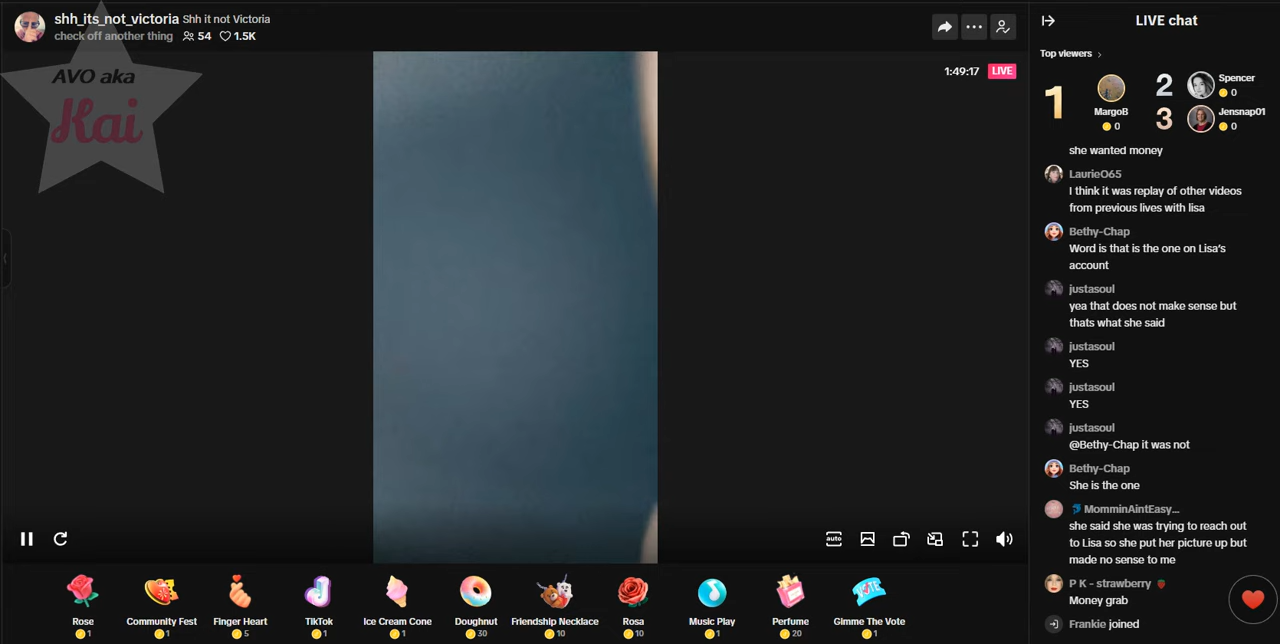 shh_its_not_victoria Shh it not Victoria
check off another thing 54 1.5K
AVO aka
Kai
1:49:17 LIVE
auto
Rose
1
Community Fest
1
Finger Heart
5
TikTok
1
Ice Cream Cone
1
Doughnut
30
Friendship Necklace
10
Rosa
10
Music Play
1
Perfume
20
VOTE
Gimme The Vote
1
LIVE chat
Top viewers
1
MargoB
0
2
Spencer
0
3
Jensnap01
0
she wanted money
LaurieO65
I think it was replay of other videos
from previous lives with lisa
Bethy-Chap
Word is that is the one on Lisa's
account
justasoul
yea that does not make sense but
thats what she said
justasoul
YES
justasoul
YES
justasoul
@Bethy-Chap it was not
Bethy-Chap
She is the one
MomminAintEasy...
she said she was trying to reach out
to Lisa so she put her picture up but
made no sense to me
P K - strawberry
Money grab
Frankie joined